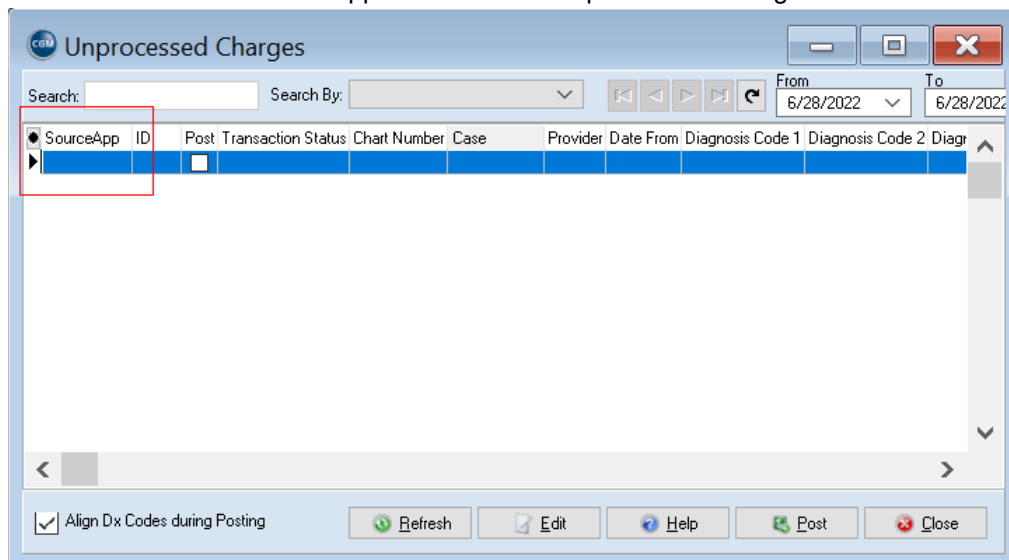 CGM Unprocessed Charges
Search: Search By: From To
6/28/2022 6/28/2022
SourceApp ID Post Transaction Status Chart Number Case Provider Date From Diagnosis Code 1 Diagnosis Code 2 Diagr
Align Dx Codes during Posting Refresh Edit Help Post Close